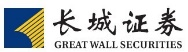 长城证券
GREAT WALL SECURITIES